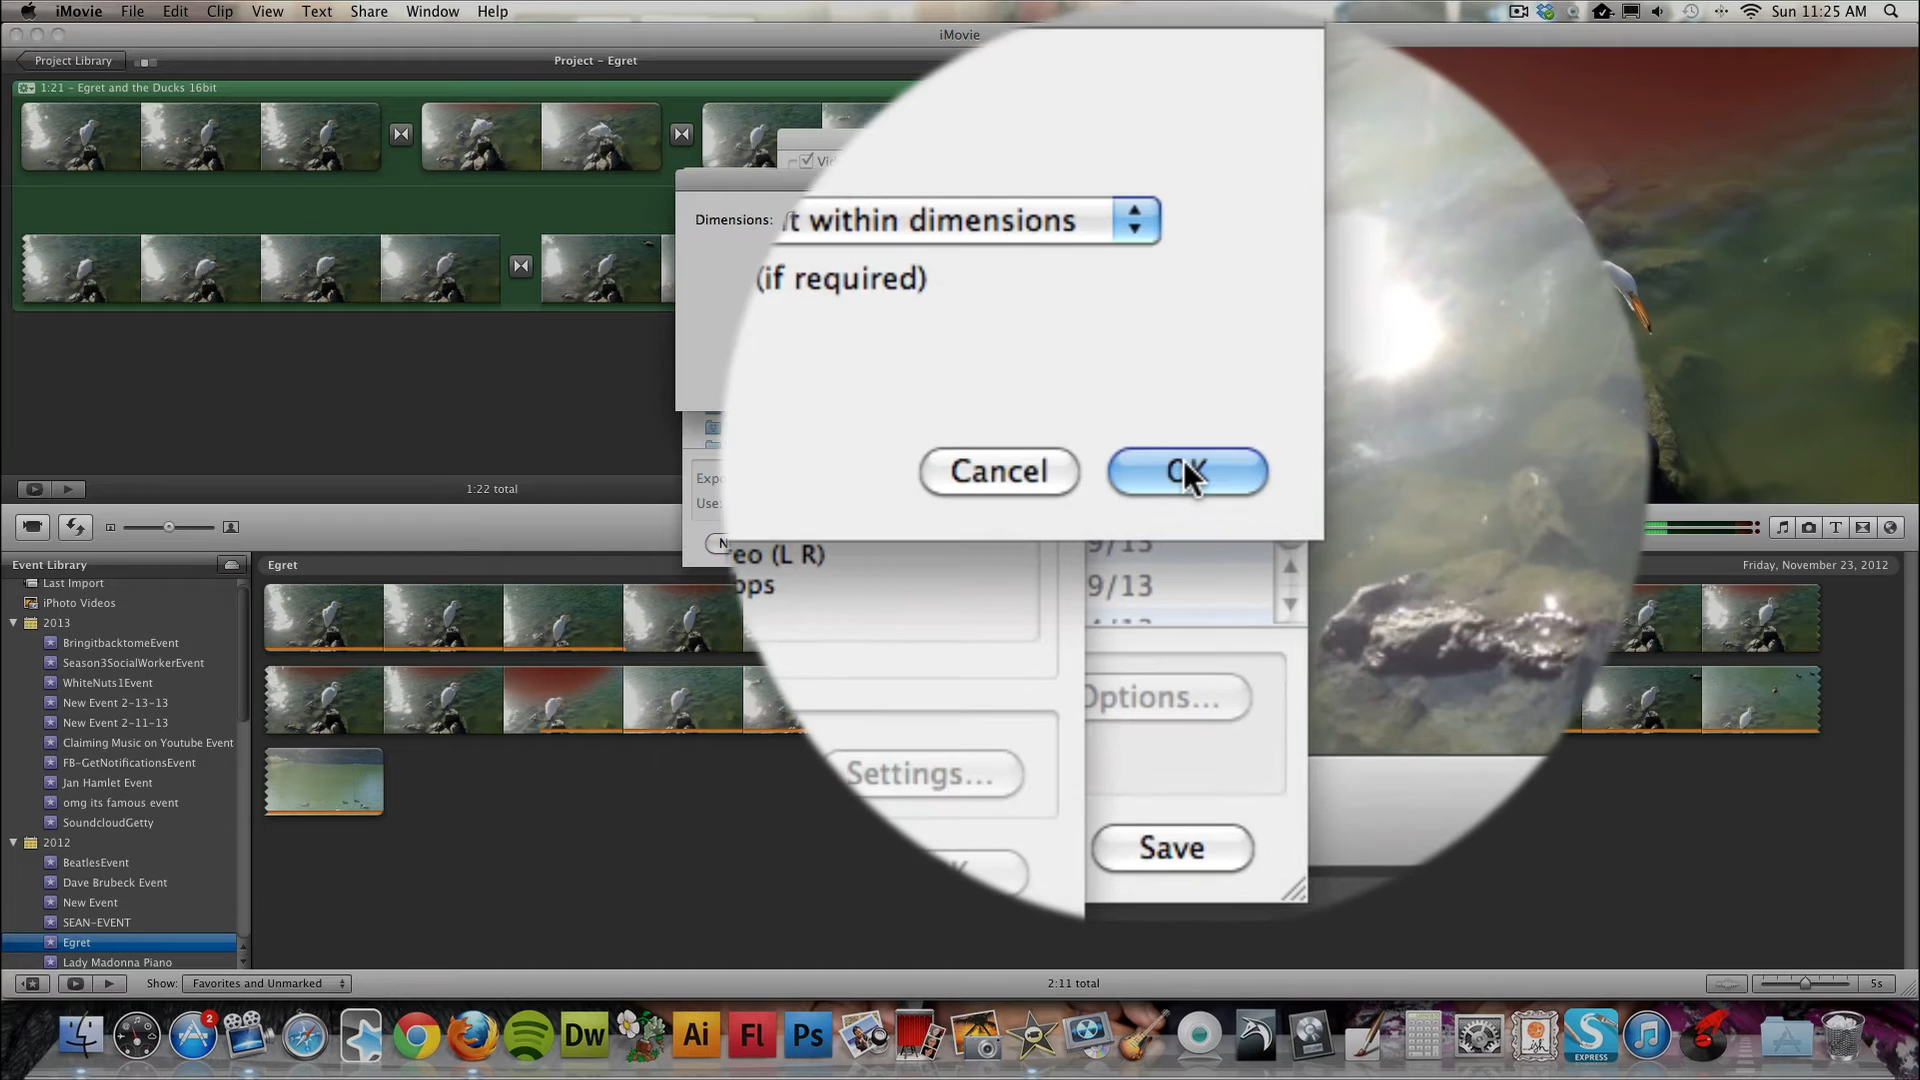 iMovie File Edit Clip View Text Share Window Help
Sun 11:25 AM
iMovie
Project Library
Project - Egret
1:21 - Egret and the Ducks 16bit
Dimensions:
within dimensions
(if required)
Cancel
OK
Use:
1:22 total
(L R)
9/13
9/13
Options...
Settings...
Save
Event Library
Egret
Friday, November 23, 2012
Last Import
iPhoto Videos
2013
BringitbacktomeEvent
Season3SocialWorkerEvent
WhiteNuts1Event
New Event 2-13-13
New Event 2-11-13
Claiming Music on Youtube Event
FB-GetNotificationsEvent
Jan Hamlet Event
omg its famous event
SoundcloudGetty
2012
BeatlesEvent
Dave Brubeck Event
New Event
SEAN-EVENT
Egret
Lady Madonna Piano
Show: Favorites and Unmarked
2:11 total
5s
2
Dw
Ai
Fl
Ps
S
EXPRESS